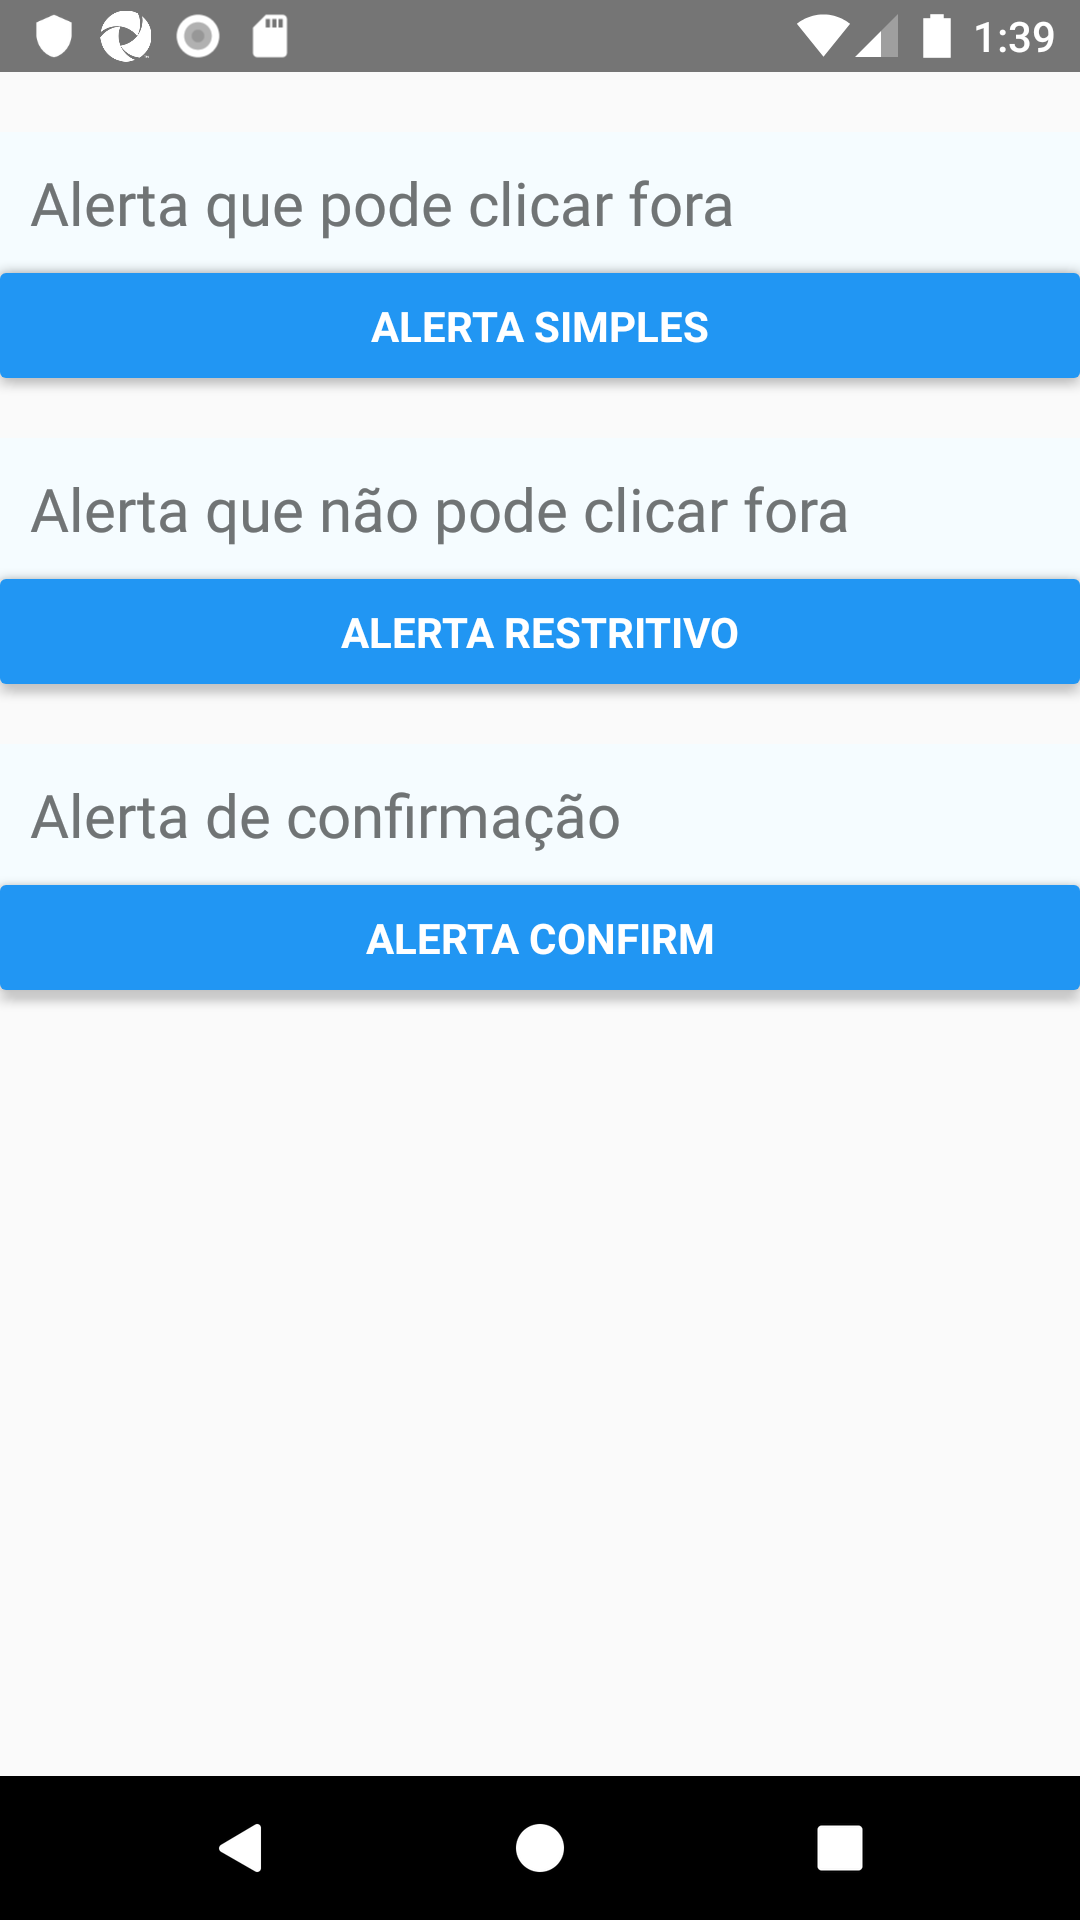 1:39
Alerta que pode clicar fora
ALERTA SIMPLES
Alerta que não pode clicar fora
ALERTA RESTRITIVO
Alerta de confirmação
ALERTA CONFIRM